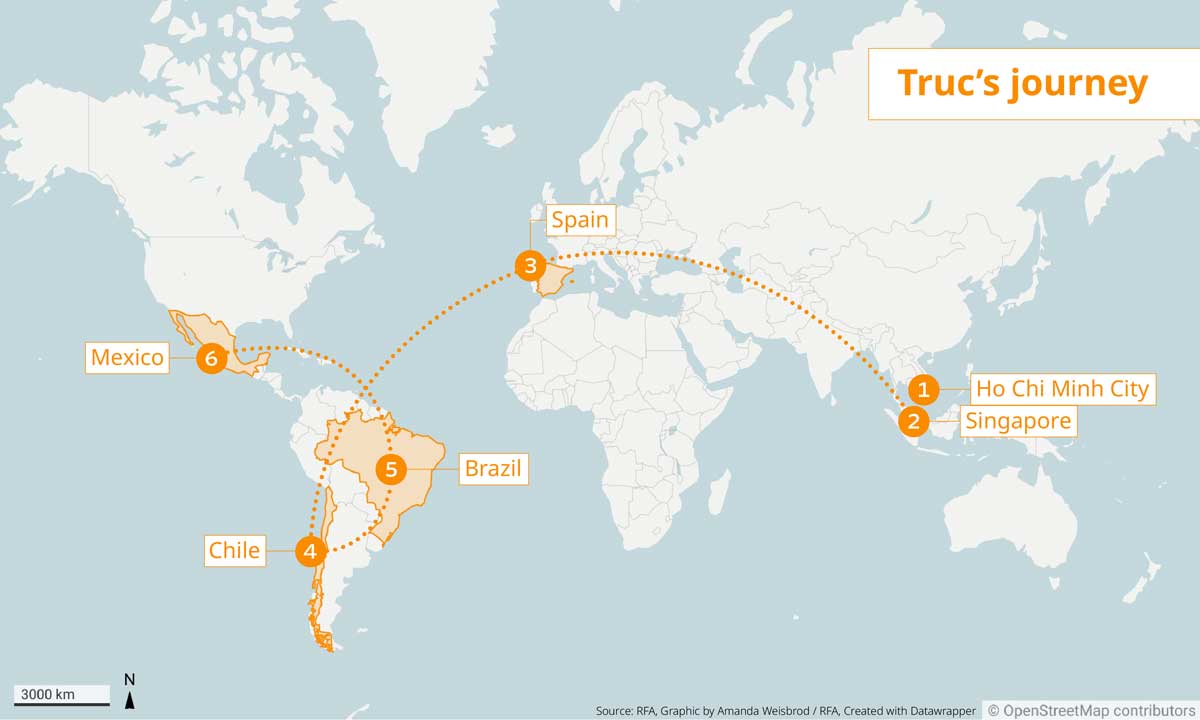 Truc’s journey
Spain
3
Mexico
6
1
Ho Chi Minh City
2
Singapore
5
Brazil
Chile
4
3000 km
N
Source: RFA, Graphic by Amanda Weisbrod / RFA, Created with Datawrapper
© OpenStreetMap contributors